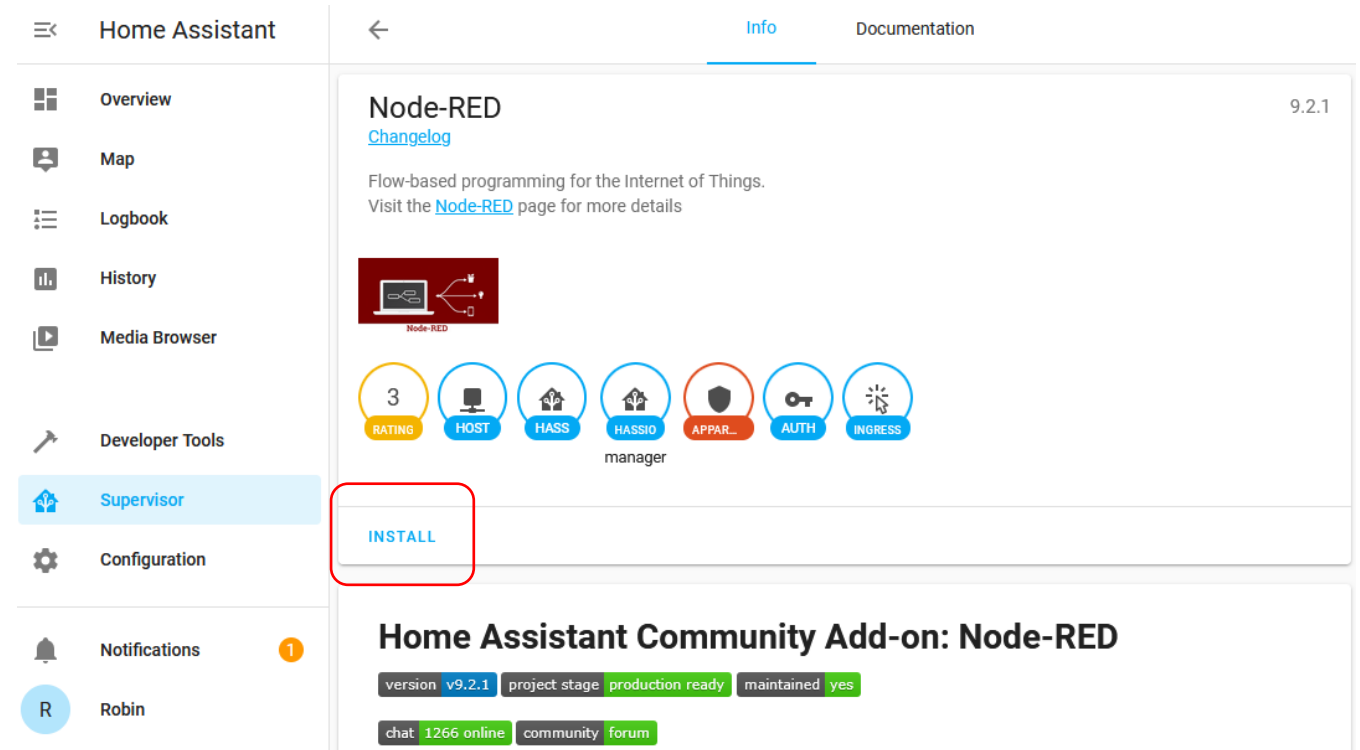 Home Assistant
Overview
Map
Logbook
History
Media Browser
Developer Tools
Supervisor
Configuration
Notifications 1
R Robin
Info Documentation
Node-RED 9.2.1
Changelog
Flow-based programming for the Internet of Things.
Visit the Node-RED page for more details
Node-RED
3
RATING HOST HASS HASSIO APPAR... AUTH INGRESS
manager
INSTALL
Home Assistant Community Add-on: Node-RED
version v9.2.1 project stage production ready maintained yes
chat 1266 online community forum